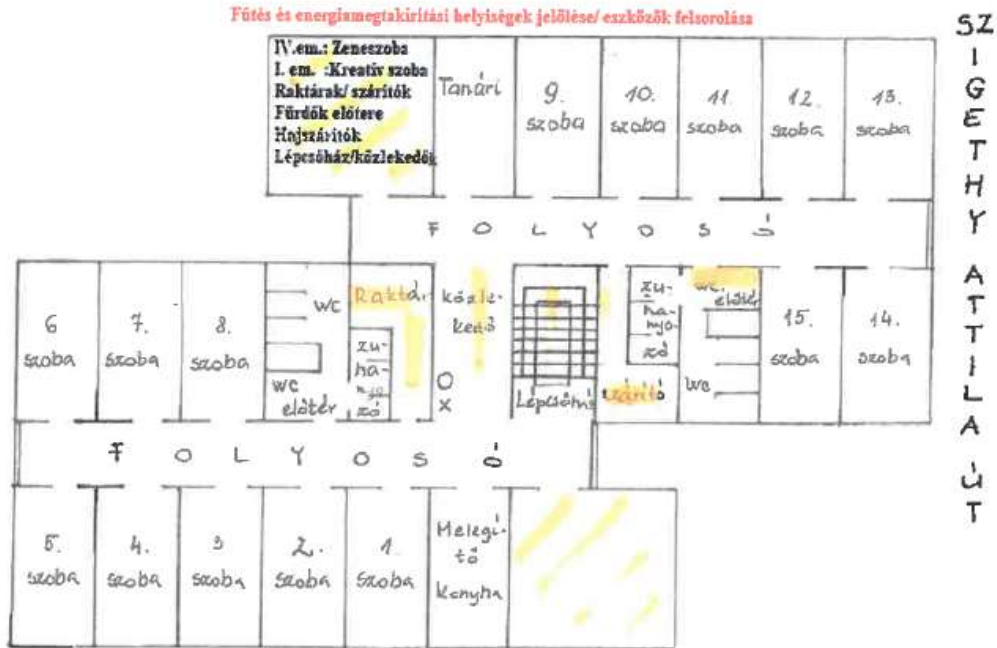 Fűtés és energiamegtakirítási helyiségek jelölése/ eszközök felsorolása
IV.em.: Zeneszoba
I. em. :Kreatív szoba
Raktárak/ szárítók
Fürdők előtere
Hajszárítók
Lépcsőház/közlekedők
Tanári
9.
szoba
10.
szoba
11.
szoba
12.
szoba
13.
szoba
F O L Y O S Ó
6
szoba
7.
szoba
8.
szoba
WC
WC
előtér
Raktár
zu-
ha-
nyo
zó
közle-
kedő
OX
Lépcsőház
zu-
ha-
nyo-
zó
szárító
WC
előtér
WC
15.
szoba
14.
szoba
F O L Y O S Ó
5.
szoba
4.
szoba
3
szoba
2.
szoba
1.
szoba
Melegí-
tő
konyha
SZIGETHY ATTILA ÚT